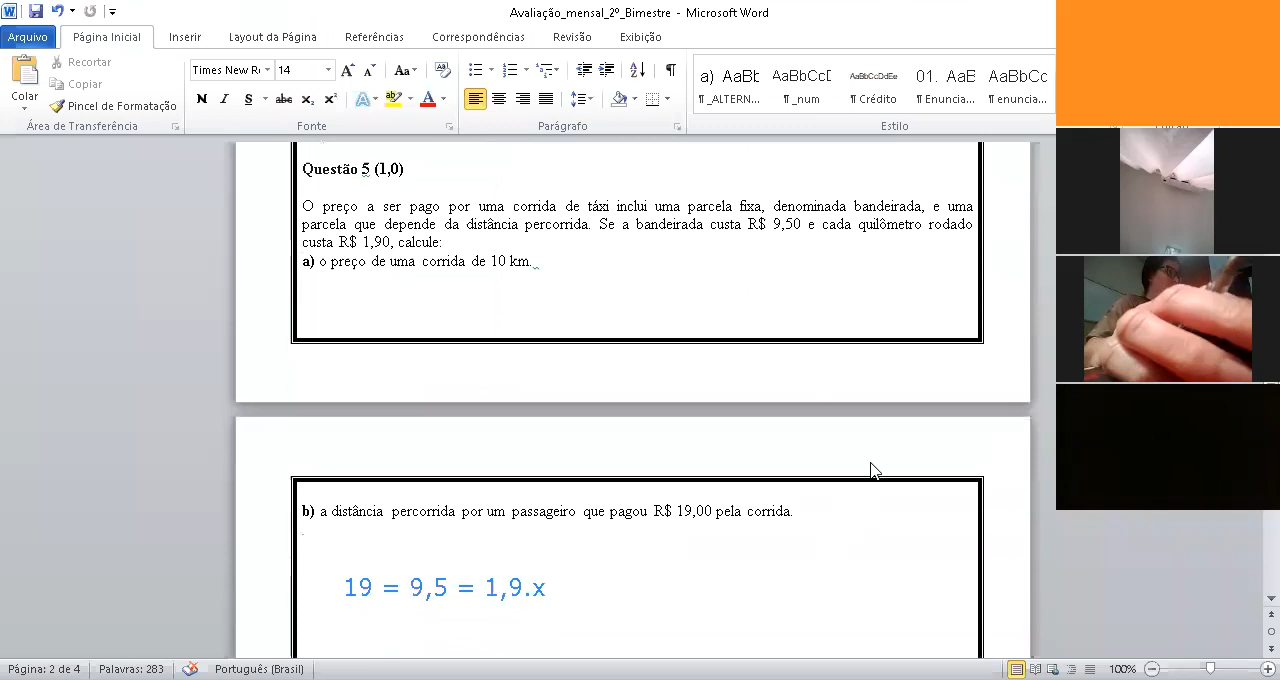 Avaliação_mensal_2º_Bimestre - Microsoft Word
Arquivo Página Inicial Inserir Layout da Página Referências Correspondências Revisão Exibição
Colar
Recortar
Copiar
Pincel de Formatação
Área de Transferência
Times New R 14
N I S abc x₂ x²
Fonte
Parágrafo
a) AaBb AaBbCcD AaBbCcDdEe 01. AaE AaBbCc
¶ _ALTERN... ¶ _num ¶ Crédito ¶ Enuncia... ¶ enuncia...
Estilo
Questão 5 (1,0)
O preço a ser pago por uma corrida de táxi inclui uma parcela fixa, denominada bandeirada, e uma
parcela que depende da distância percorrida. Se a bandeirada custa R$ 9,50 e cada quilômetro rodado
custa R$ 1,90, calcule:
a) o preço de uma corrida de 10 km.
b) a distância percorrida por um passageiro que pagou R$ 19,00 pela corrida.
19 = 9,5 = 1,9.x
Página: 2 de 4 Palavras: 283 Português (Brasil) 100%